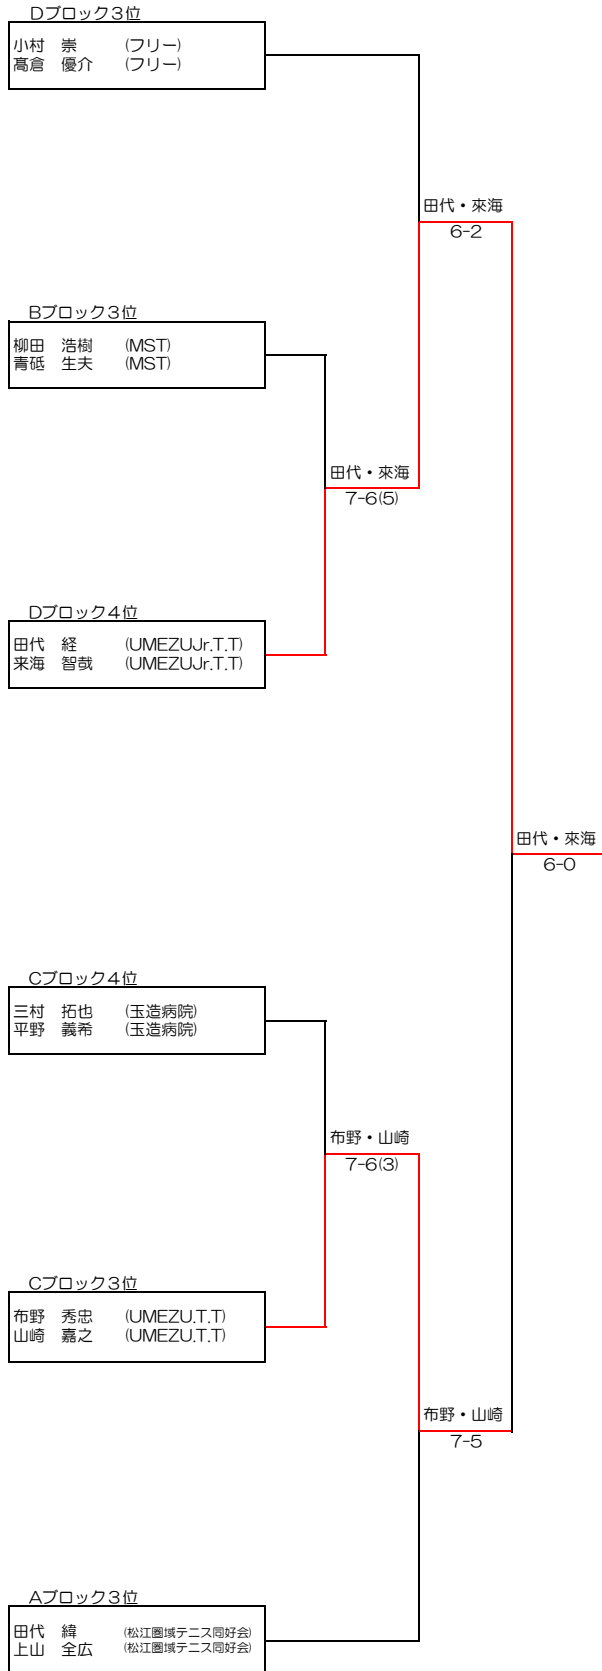 Dブロック３位
小村　崇　(フリー)
髙倉　優介　(フリー)
田代・來海
6-2
Bブロック３位
柳田　浩樹　(MST)
青砥　生夫　(MST)
田代・來海
7-6(5)
Dブロック４位
田代　経　(UMEZUJr.T.T)
来海　智哉　(UMEZUJr.T.T)
田代・來海
6-0
Cブロック４位
三村　拓也　(玉造病院)
平野　義希　(玉造病院)
布野・山崎
7-6(3)
Cブロック３位
布野　秀忠　(UMEZU.T.T)
山崎　嘉之　(UMEZU.T.T)
布野・山崎
7-5
Aブロック３位
田代　緯　(松江圏域テニス同好会)
上山　全広　(松江圏域テニス同好会)